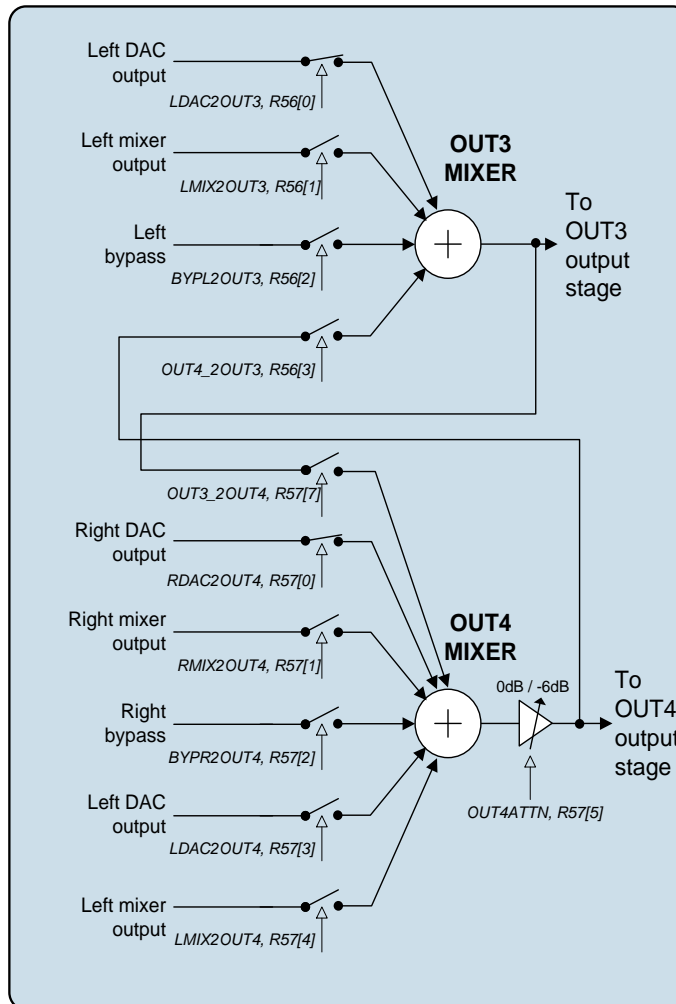 Left DAC
output
LDAC2OUT3, R56[0]
Left mixer
output
LMIX2OUT3, R56[1]
OUT3
MIXER
Left
bypass
BYPL2OUT3, R56[2]
To
OUT3
output
stage
OUT4_2OUT3, R56[3]
OUT3_2OUT4, R57[7]
Right DAC
output
RDAC2OUT4, R57[0]
Right mixer
output
RMIX2OUT4, R57[1]
OUT4
MIXER
Right
bypass
BYPR2OUT4, R57[2]
0dB / -6dB
To
OUT4
output
stage
OUT4ATTN, R57[5]
Left DAC
output
LDAC2OUT4, R57[3]
Left mixer
output
LMIX2OUT4, R57[4]